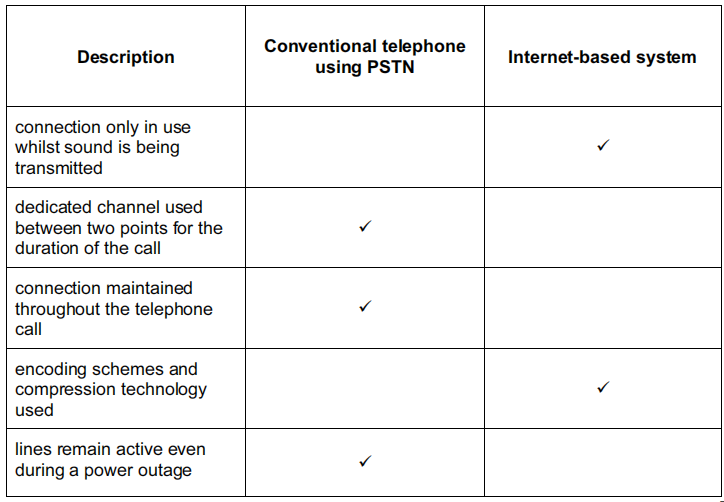 Description
Conventional telephone
using PSTN
Internet-based system
connection only in use
whilst sound is being
transmitted
✓
dedicated channel used
between two points for the
duration of the call
✓
connection maintained
throughout the telephone
call
✓
encoding schemes and
compression technology
used
✓
lines remain active even
during a power outage
✓